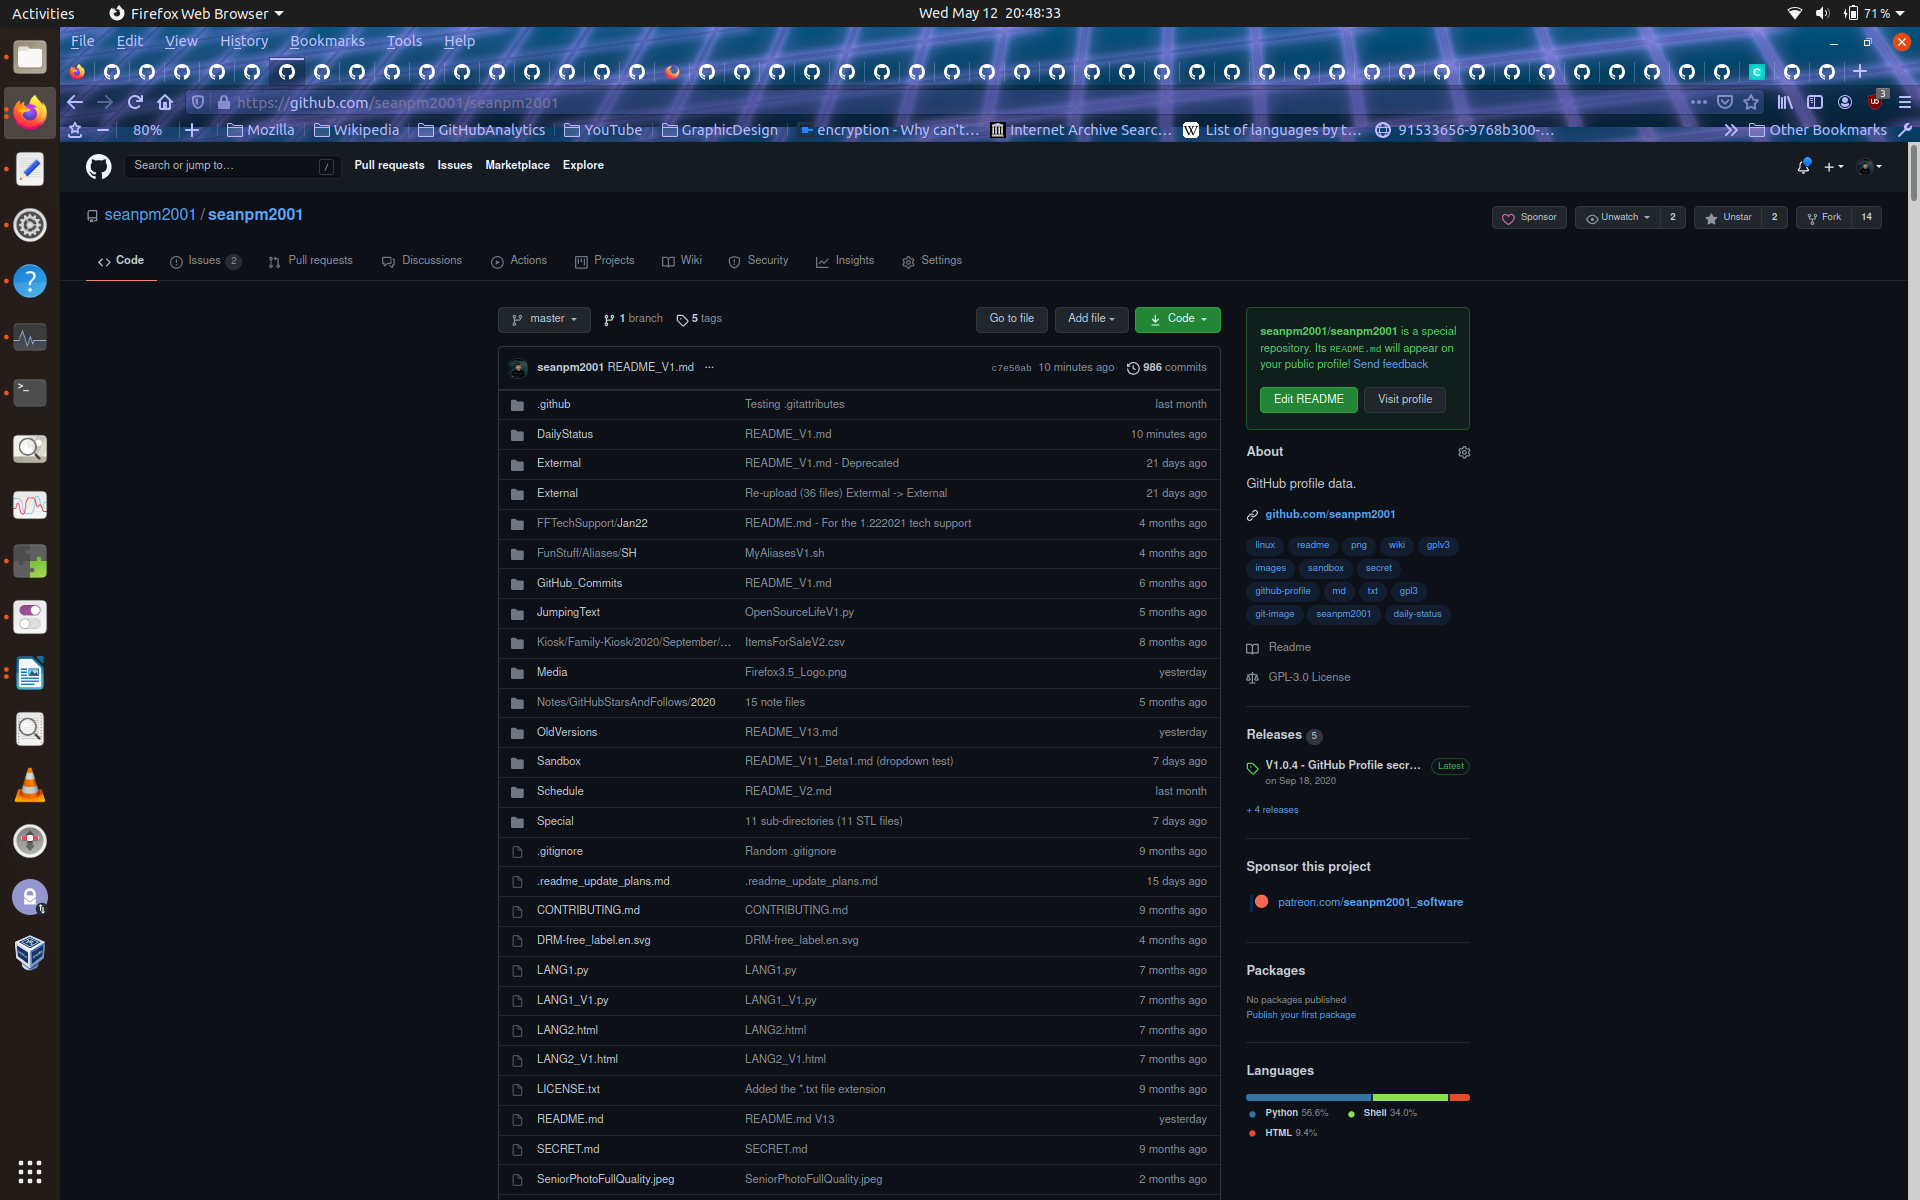 Activities Firefox Web Browser Wed May 12 20:48:33 71 %
File Edit View History Bookmarks Tools Help
https://github.com/seanpm2001/seanpm2001 3
80% Mozilla Wikipedia GitHubAnalytics YouTube GraphicDesign encryption - Why can't… Internet Archive Searc… List of languages by t… 91533656-9768b300-… Other Bookmarks
Search or jump to… / Pull requests Issues Marketplace Explore
seanpm2001 / seanpm2001 Sponsor Unwatch 2 Unstar 2 Fork 14
Code Issues 2 Pull requests Discussions Actions Projects Wiki Security Insights Settings
master 1 branch 5 tags Go to file Add file Code
seanpm2001 README_V1.md ··· c7e50ab 10 minutes ago 986 commits
.github Testing .gitattributes last month
DailyStatus README_V1.md 10 minutes ago
Extermal README_V1.md - Deprecated 21 days ago
External Re-upload (36 files) Extermal -> External 21 days ago
FFTechSupport/Jan22 README.md - For the 1.222021 tech support 4 months ago
FunStuff/Aliases/SH MyAliasesV1.sh 4 months ago
GitHub_Commits README_V1.md 6 months ago
JumpingText OpenSourceLifeV1.py 5 months ago
Kiosk/Family-Kiosk/2020/September/… ItemsForSaleV2.csv 8 months ago
Media Firefox3.5_Logo.png yesterday
Notes/GitHubStarsAndFollows/2020 15 note files 5 months ago
OldVersions README_V13.md yesterday
Sandbox README_V11_Beta1.md (dropdown test) 7 days ago
Schedule README_V2.md last month
Special 11 sub-directories (11 STL files) 7 days ago
.gitignore Random .gitignore 9 months ago
.readme_update_plans.md .readme_update_plans.md 15 days ago
CONTRIBUTING.md CONTRIBUTING.md 9 months ago
DRM-free_label.en.svg DRM-free_label.en.svg 4 months ago
LANG1.py LANG1.py 7 months ago
LANG1_V1.py LANG1_V1.py 7 months ago
LANG2.html LANG2.html 7 months ago
LANG2_V1.html LANG2_V1.html 7 months ago
LICENSE.txt Added the *.txt file extension 9 months ago
README.md README.md V13 yesterday
SECRET.md SECRET.md 9 months ago
SeniorPhotoFullQuality.jpeg SeniorPhotoFullQuality.jpeg 2 months ago
seanpm2001/seanpm2001 is a special
repository. Its README.md will appear on
your public profile! Send feedback
Edit README Visit profile
About
GitHub profile data.
github.com/seanpm2001
linux readme png wiki gplv3
images sandbox secret
github-profile md txt gpl3
git-image seanpm2001 daily-status
Readme
GPL-3.0 License
Releases 5
V1.0.4 - GitHub Profile secr… Latest
on Sep 18, 2020
+ 4 releases
Sponsor this project
patreon.com/seanpm2001_software
Packages
No packages published
Publish your first package
Languages
Python 56.6% Shell 34.0%
HTML 9.4%